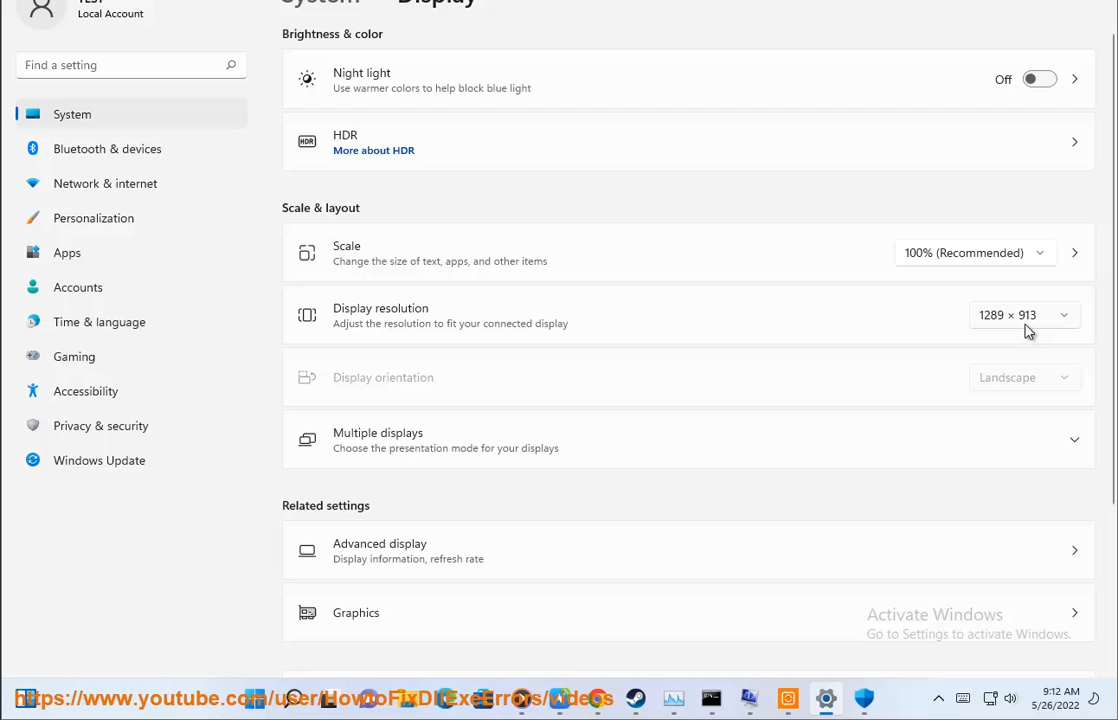 TEST
Local Account
System
Display
Brightness & color
Find a setting
Night light
Use warmer colors to help block blue light
Off
System
HDR
HDR
More about HDR
Bluetooth & devices
Network & internet
Scale & layout
Personalization
Scale
Change the size of text, apps, and other items
100% (Recommended)
Apps
Accounts
Display resolution
Adjust the resolution to fit your connected display
1289 × 913
Time & language
Gaming
Display orientation
Landscape
Accessibility
Privacy & security
Multiple displays
Choose the presentation mode for your displays
Windows Update
Related settings
Advanced display
Display information, refresh rate
Graphics
Activate Windows
Go to Settings to activate Windows.
https://www.youtube.com/user/HowtoFixDllExeErrors/videos
9:12 AM
5/26/2022